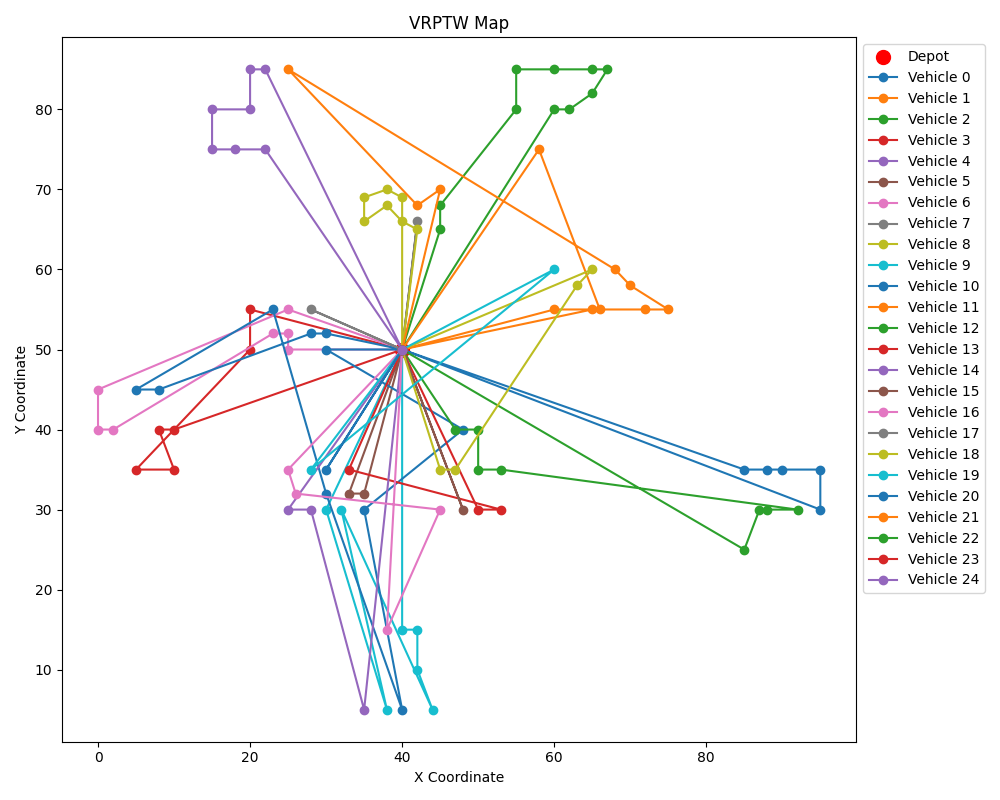 VRPTW Map
Y Coordinate
80
70
60
50
40
30
20
10
0
20
40
60
80
X Coordinate
Depot
Vehicle 0
Vehicle 1
Vehicle 2
Vehicle 3
Vehicle 4
Vehicle 5
Vehicle 6
Vehicle 7
Vehicle 8
Vehicle 9
Vehicle 10
Vehicle 11
Vehicle 12
Vehicle 13
Vehicle 14
Vehicle 15
Vehicle 16
Vehicle 17
Vehicle 18
Vehicle 19
Vehicle 20
Vehicle 21
Vehicle 22
Vehicle 23
Vehicle 24